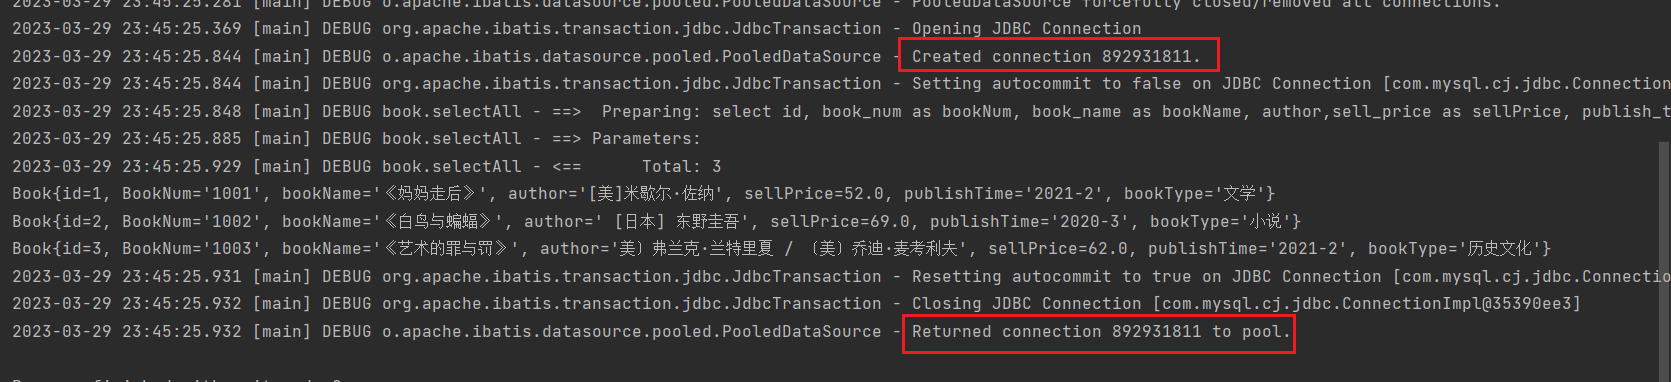 2023-03-29 23:45:25.281 [main] DEBUG o.apache.ibatis.datasource.pooled.PooledDataSource - PooledDataSource forcefully closed/removed all connections.
2023-03-29 23:45:25.369 [main] DEBUG org.apache.ibatis.transaction.jdbc.JdbcTransaction - Opening JDBC Connection
2023-03-29 23:45:25.844 [main] DEBUG o.apache.ibatis.datasource.pooled.PooledDataSource - Created connection 892931811.
2023-03-29 23:45:25.844 [main] DEBUG org.apache.ibatis.transaction.jdbc.JdbcTransaction - Setting autocommit to false on JDBC Connection [com.mysql.cj.jdbc.Connection
2023-03-29 23:45:25.848 [main] DEBUG book.selectAll - ==>  Preparing: select id, book_num as bookNum, book_name as bookName, author,sell_price as sellPrice, publish_t
2023-03-29 23:45:25.885 [main] DEBUG book.selectAll - ==> Parameters:
2023-03-29 23:45:25.929 [main] DEBUG book.selectAll - <==      Total: 3
Book{id=1, BookNum='1001', bookName='《妈妈走后》', author='[美]米歇尔·佐纳', sellPrice=52.0, publishTime='2021-2', bookType='文学'}
Book{id=2, BookNum='1002', bookName='《白鸟与蝙蝠》', author=' [日本] 东野圭吾', sellPrice=69.0, publishTime='2020-3', bookType='小说'}
Book{id=3, BookNum='1003', bookName='《艺术的罪与罚》', author='美〕弗兰克·兰特里夏 / 〔美〕乔迪·麦考利夫', sellPrice=62.0, publishTime='2021-2', bookType='历史文化'}
2023-03-29 23:45:25.931 [main] DEBUG org.apache.ibatis.transaction.jdbc.JdbcTransaction - Resetting autocommit to true on JDBC Connection [com.mysql.cj.jdbc.Connectio
2023-03-29 23:45:25.932 [main] DEBUG org.apache.ibatis.transaction.jdbc.JdbcTransaction - Closing JDBC Connection [com.mysql.cj.jdbc.ConnectionImpl@35390ee3]
2023-03-29 23:45:25.932 [main] DEBUG o.apache.ibatis.datasource.pooled.PooledDataSource - Returned connection 892931811 to pool.